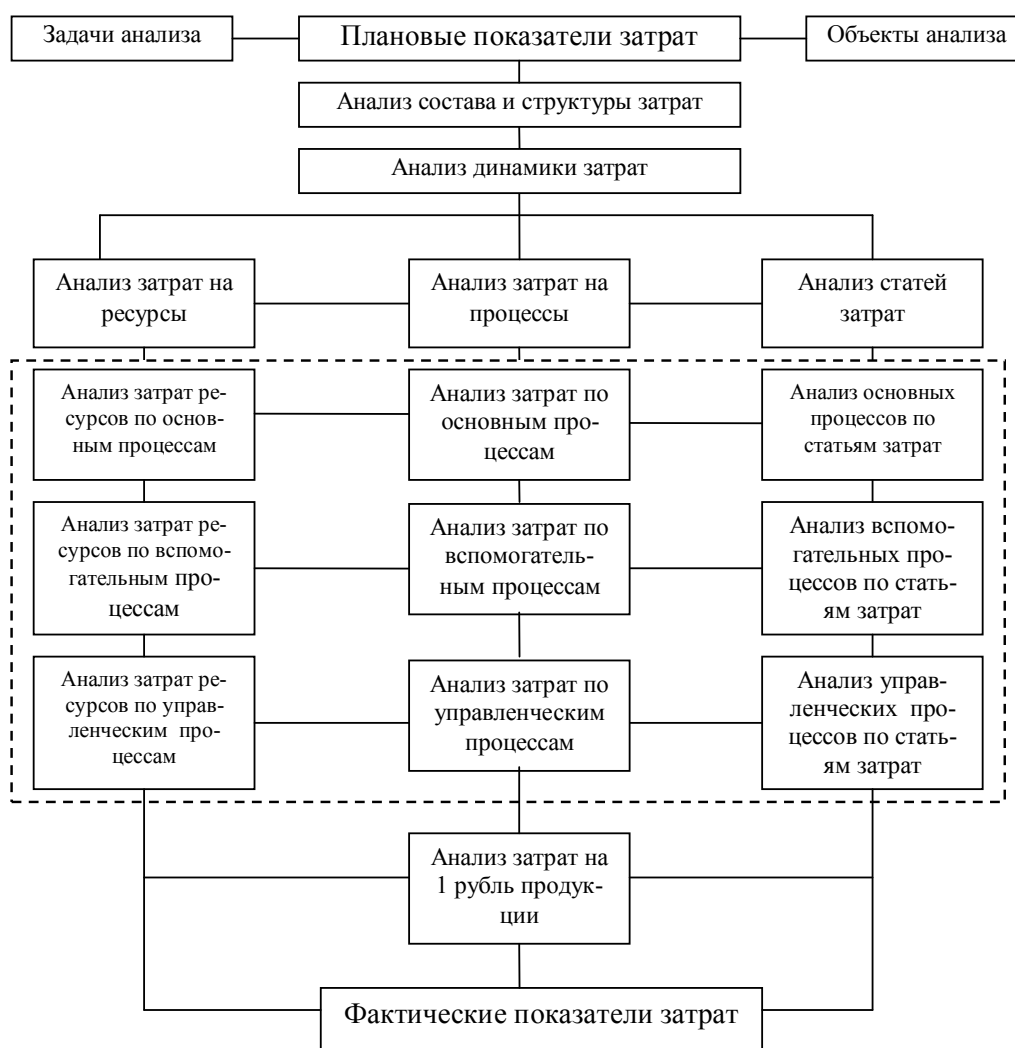 Задачи анализа
Плановые показатели затрат
Объекты анализа
Анализ состава и структуры затрат
Анализ динамики затрат
Анализ затрат на
ресурсы
Анализ затрат на
процессы
Анализ статей
затрат
Анализ затрат ре-
сурсов по основ-
ным процессам
Анализ затрат по
основным про-
цессам
Анализ основных
процессов по
статьям затрат
Анализ затрат ре-
сурсов по вспомо-
гательным про-
цессам
Анализ затрат по
вспомогатель-
ным процессам
Анализ вспомо-
гательных про-
цессов по стать-
ям затрат
Анализ затрат ре-
сурсов по управ-
ленческим  процес-
сам
Анализ затрат по
управленческим
процессам
Анализ управ-
ленческих  про-
цессов по стать-
ям затрат
Анализ затрат на
1 рубль продук-
ции
Фактические показатели затрат